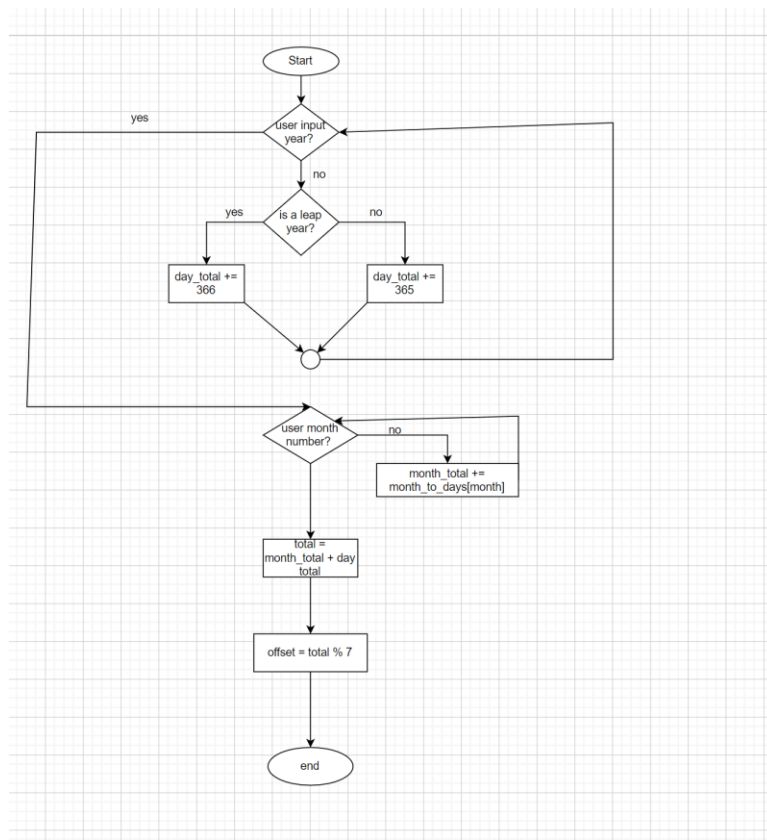 Start
yes
user input
year?
no
is a leap
year?
yes
no
day_total +=
366
day_total +=
365
user month
number?
no
month_total +=
month_to_days[month]
total =
month_total + day
total
offset = total % 7
end